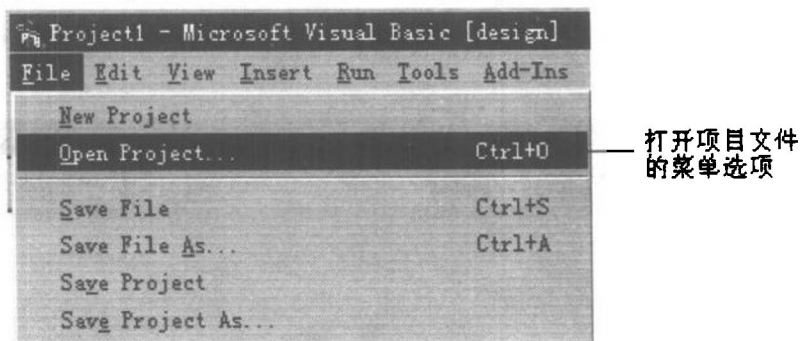 Project1 - Microsoft Visual Basic [design]
File Edit View Insert Run Tools Add-Ins
New Project
Open Project... Ctrl+O
打开项目文件
的菜单选项
Save File Ctrl+S
Save File As... Ctrl+A
Save Project
Save Project As...